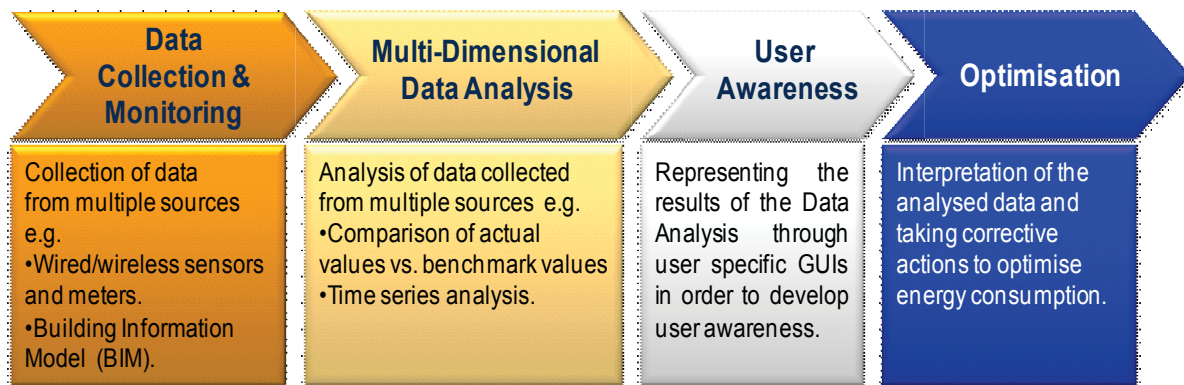 Data
Collection &
Monitoring
Collection of data
from multiple sources
e.g.
•Wired/wireless sensors
and meters.
•Building Information
Model (BIM).
Multi-Dimensional
Data Analysis
Analysis of data collected
from multiple sources e.g.
•Comparison of actual
values vs. benchmark values
•Time series analysis.
User
Awareness
Representing the
results of the Data
Analysis through
user specific GUIs
in order to develop
user awareness.
Optimisation
Interpretation of the
analysed data and
taking corrective
actions to optimise
energy consumption.